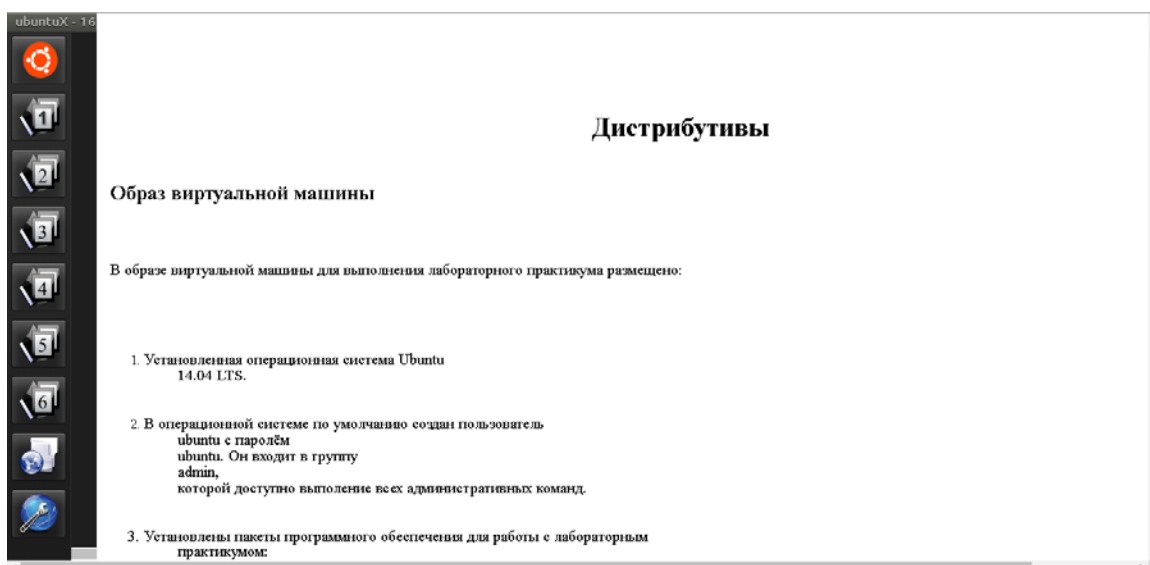 ubuntuX - 16
1
2
3
4
5
6
Дистрибутивы
Образ виртуальной машины
В образе виртуальной машины для выполнения лабораторного практикума размещено:
1. Установленная операционная система Ubuntu
14.04 LTS.
2. В операционной системе по умолчанию создан пользователь
ubuntu с паролём
ubuntu. Он входит в группу
admin,
которой доступно выполение всех административных команд.
3. Установлены пакеты программного обеспечения для работы с лабораторным
практикумом: